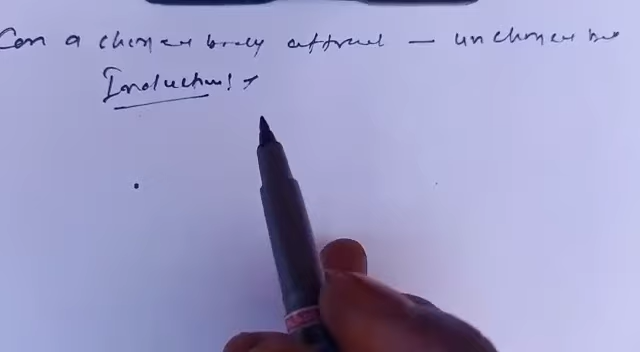 Can a charged body attract — uncharged bo
Induction! →